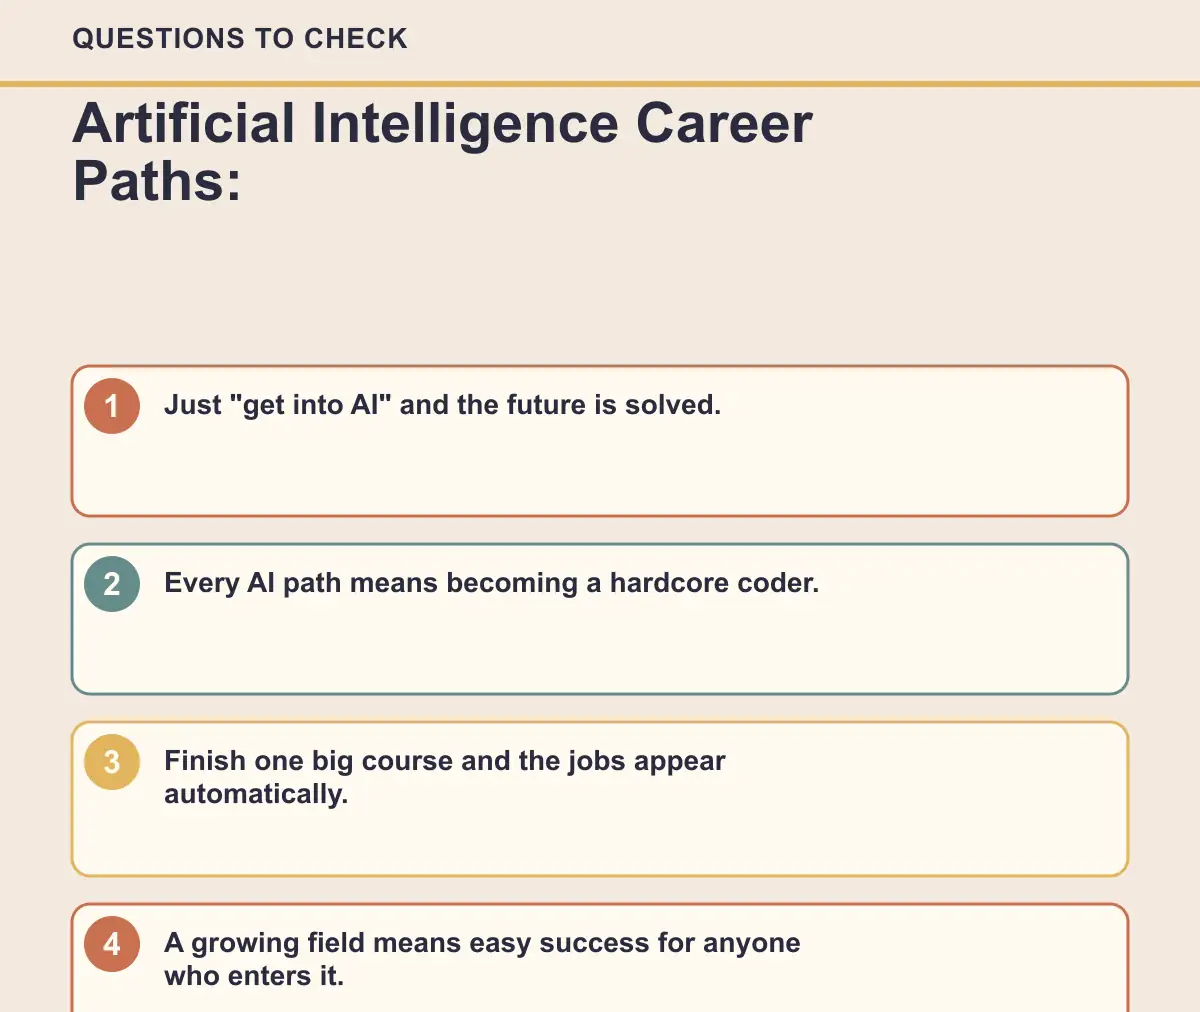 QUESTIONS TO CHECK
Artificial Intelligence Career
Paths:
1
Just "get into AI" and the future is solved.
2
Every AI path means becoming a hardcore coder.
3
Finish one big course and the jobs appear
automatically.
4
A growing field means easy success for anyone
who enters it.